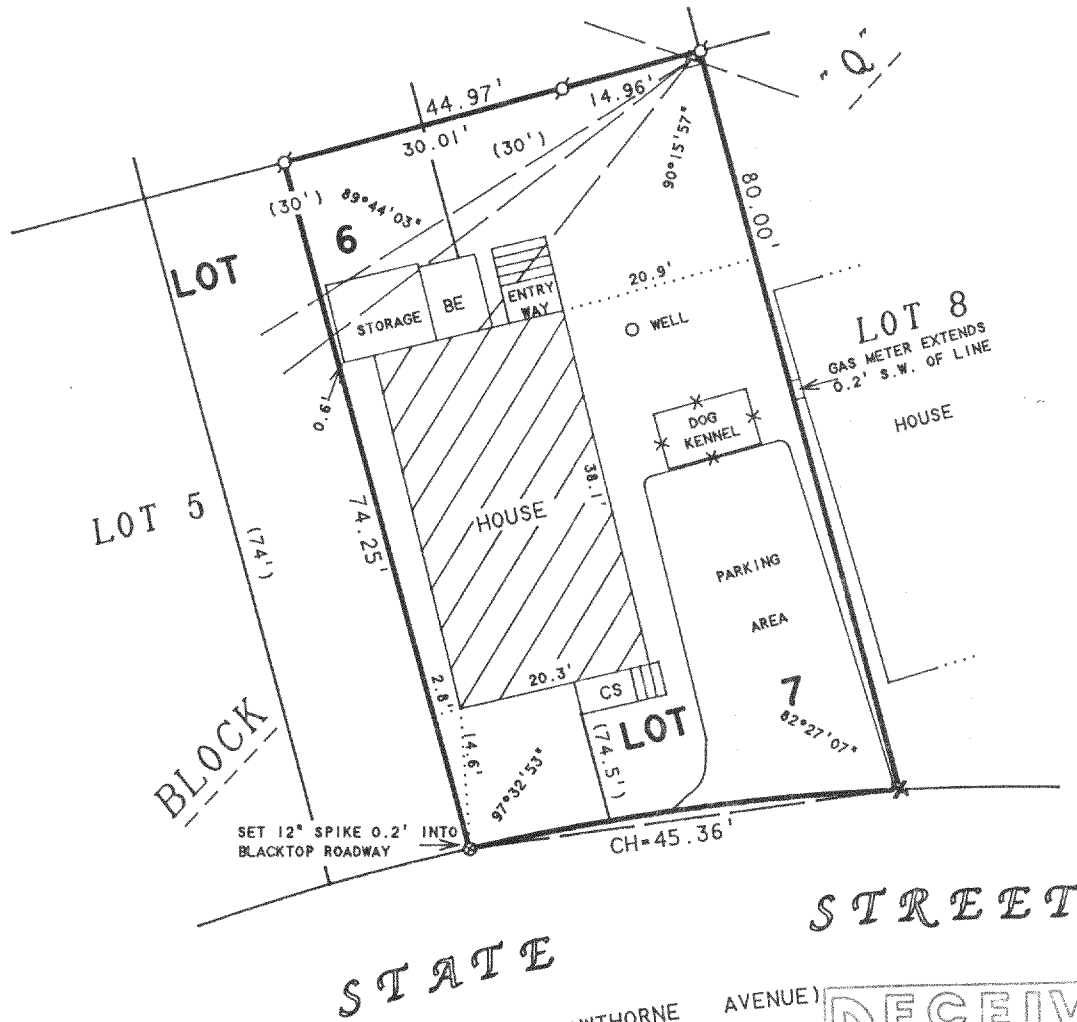 "Q"
44.97'
14.96'
30.01'
(30')
90°15'57"
(30')
89°44'03"
6
LOT
80.00'
20.9'
ENTRY
WAY
BE
STORAGE
WELL
LOT 8
GAS METER EXTENDS
0.2' S.W. OF LINE
HOUSE
0.6'
DOG
KENNEL
38.1'
LOT 5
74.25'
(74')
HOUSE
PARKING
AREA
20.3'
2.8'
CS
7
LOT
82°27'07"
(74.5')
14.6'
97°32'53"
BLOCK
SET 12" SPIKE 0.2' INTO
BLACKTOP ROADWAY
CH=45.36'
STATE STREET
AVENUE)